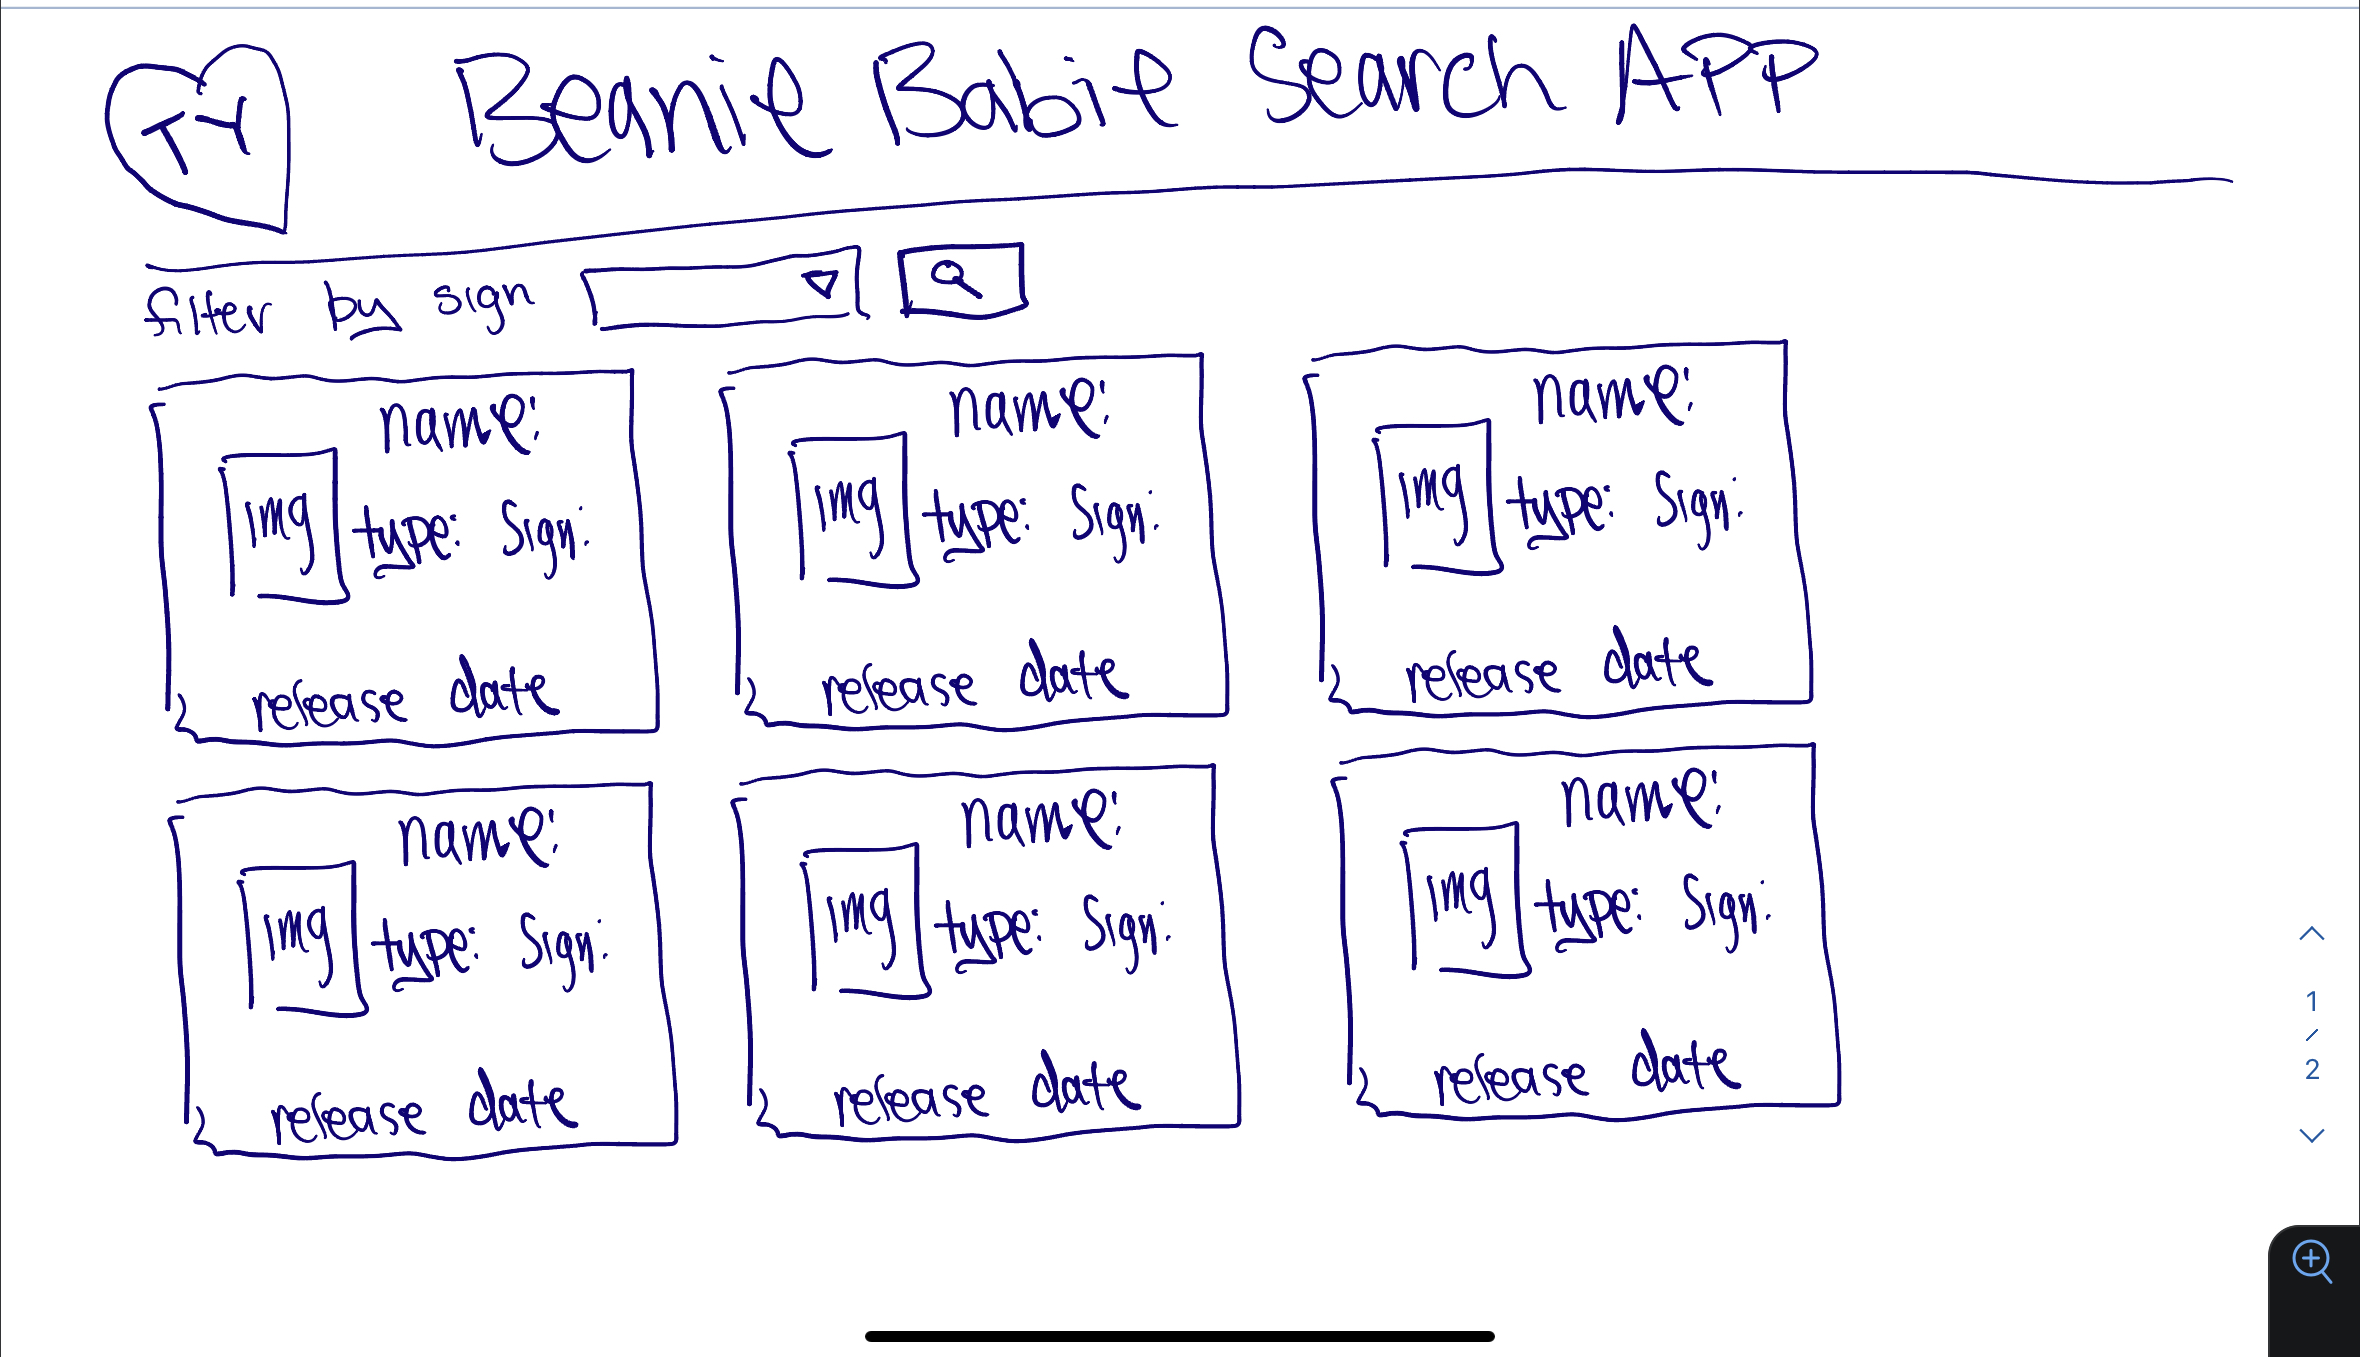 TY Beanie Babie Search APP
filter by sign
name: name: name:
img type: Sign: img type: Sign: img type: Sign:
release date release date release date
name: name: name:
img type: Sign: img type: Sign: img type: Sign:
release date release date release date
1
/
2